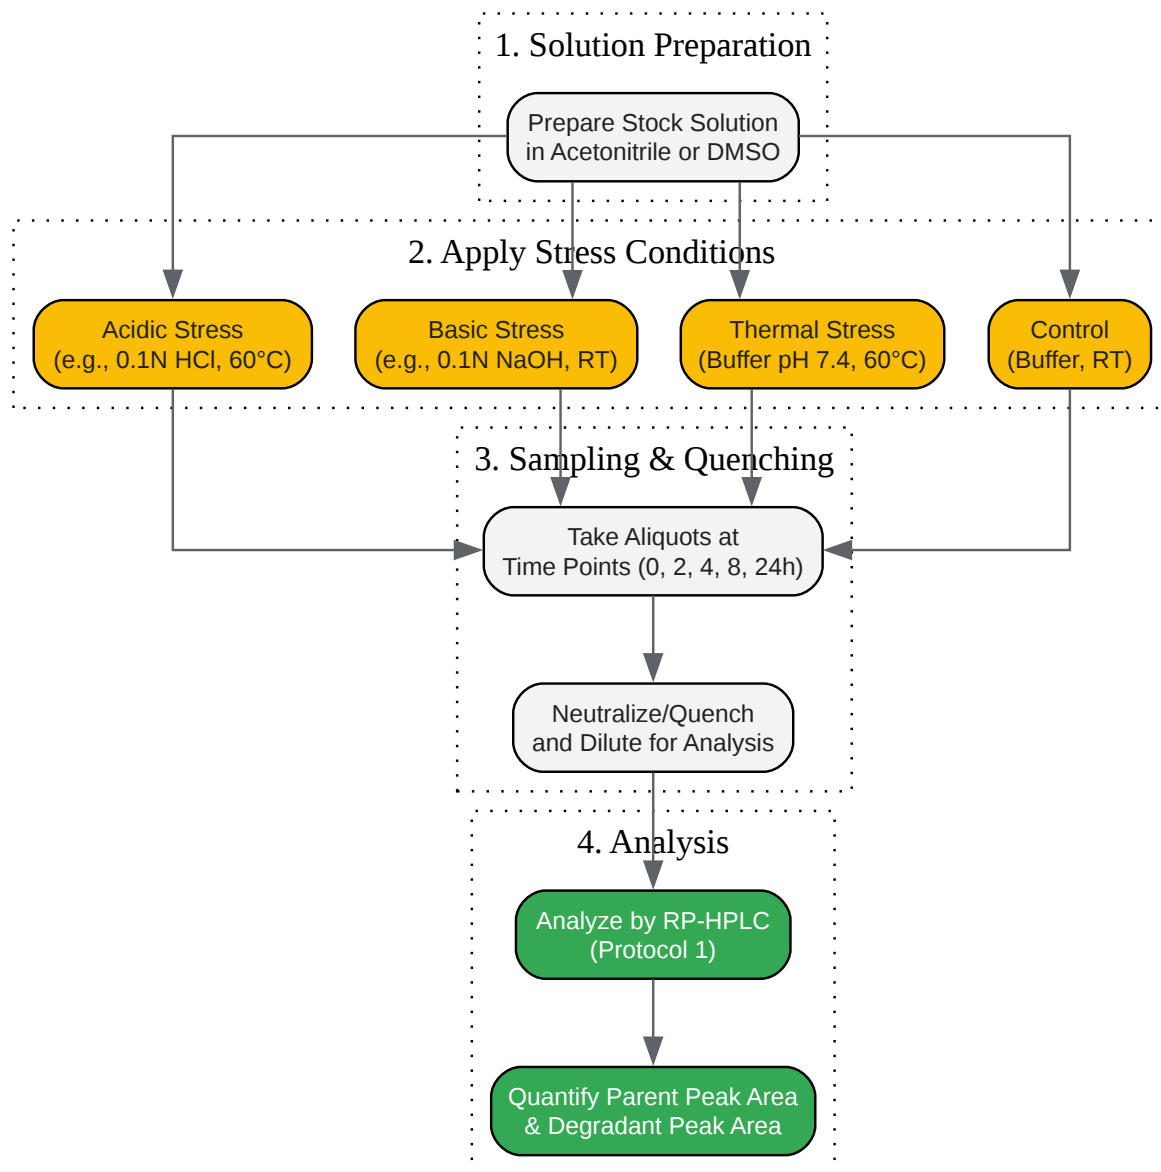 1. Solution Preparation
Prepare Stock Solution
in Acetonitrile or DMSO
2. Apply Stress Conditions
Acidic Stress
(e.g., 0.1N HCl, 60°C)
Basic Stress
(e.g., 0.1N NaOH, RT)
Thermal Stress
(Buffer pH 7.4, 60°C)
Control
(Buffer, RT)
3. Sampling & Quenching
Take Aliquots at
Time Points (0, 2, 4, 8, 24h)
Neutralize/Quench
and Dilute for Analysis
4. Analysis
Analyze by RP-HPLC
(Protocol 1)
Quantify Parent Peak Area
& Degradant Peak Area